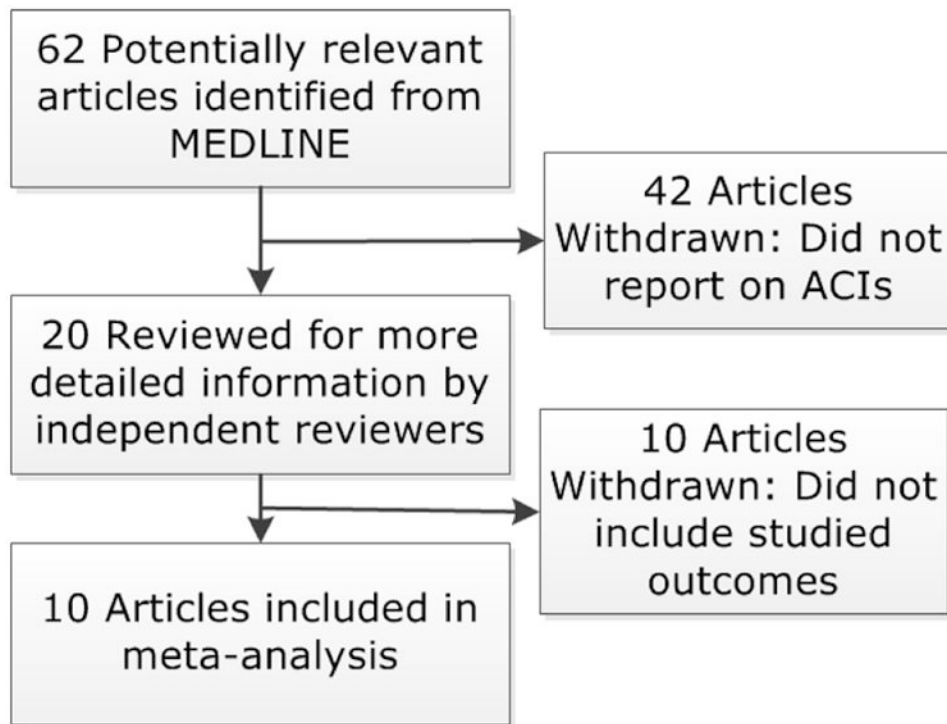 62 Potentially relevant
articles identified from
MEDLINE
42 Articles
Withdrawn: Did not
report on ACIs
20 Reviewed for more
detailed information by
independent reviewers
10 Articles
Withdrawn: Did not
include studied
outcomes
10 Articles included in
meta-analysis